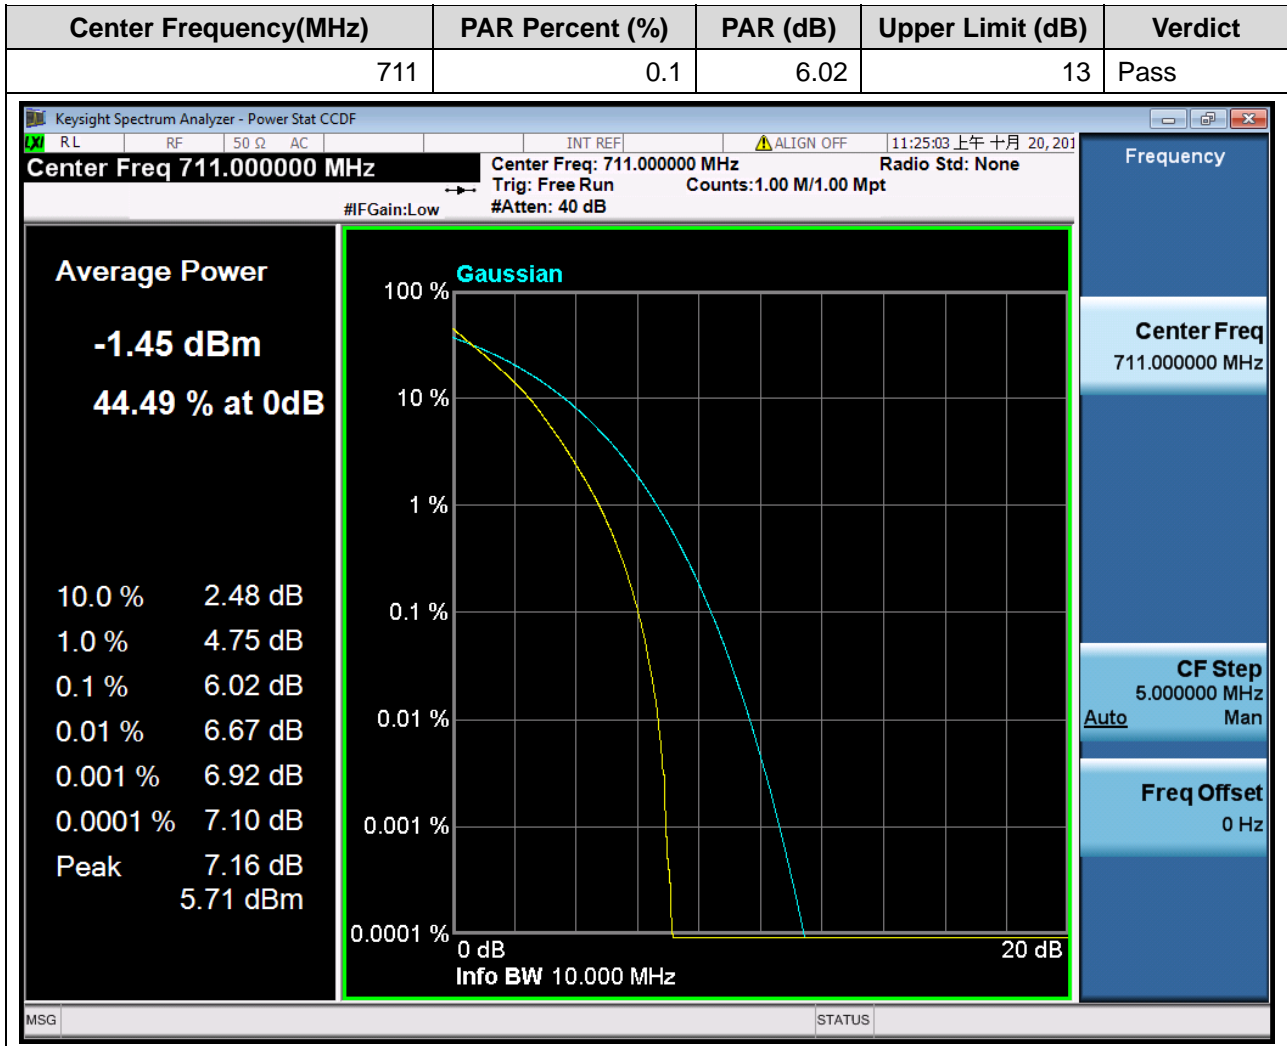 Center Frequency(MHz) PAR Percent (%) PAR (dB) Upper Limit (dB) Verdict
711 0.1 6.02 13 Pass
Keysight Spectrum Analyzer - Power Stat CCDF
LXI RL RF 50 Ω AC INT REF ALIGN OFF 11:25:03 上午 十月 20, 201
Center Freq 711.000000 MHz
Center Freq: 711.000000 MHz Radio Std: None
Trig: Free Run Counts:1.00 M/1.00 Mpt
#IFGain:Low #Atten: 40 dB
Average Power
-1.45 dBm
44.49 % at 0dB
10.0 % 2.48 dB
1.0 % 4.75 dB
0.1 % 6.02 dB
0.01 % 6.67 dB
0.001 % 6.92 dB
0.0001 % 7.10 dB
Peak 7.16 dB
5.71 dBm
Gaussian
100 %
10 %
1 %
0.1 %
0.01 %
0.001 %
0.0001 %
0 dB 20 dB
Info BW 10.000 MHz
Frequency
Center Freq
711.000000 MHz
CF Step
5.000000 MHz
Auto Man
Freq Offset
0 Hz
MSG STATUS